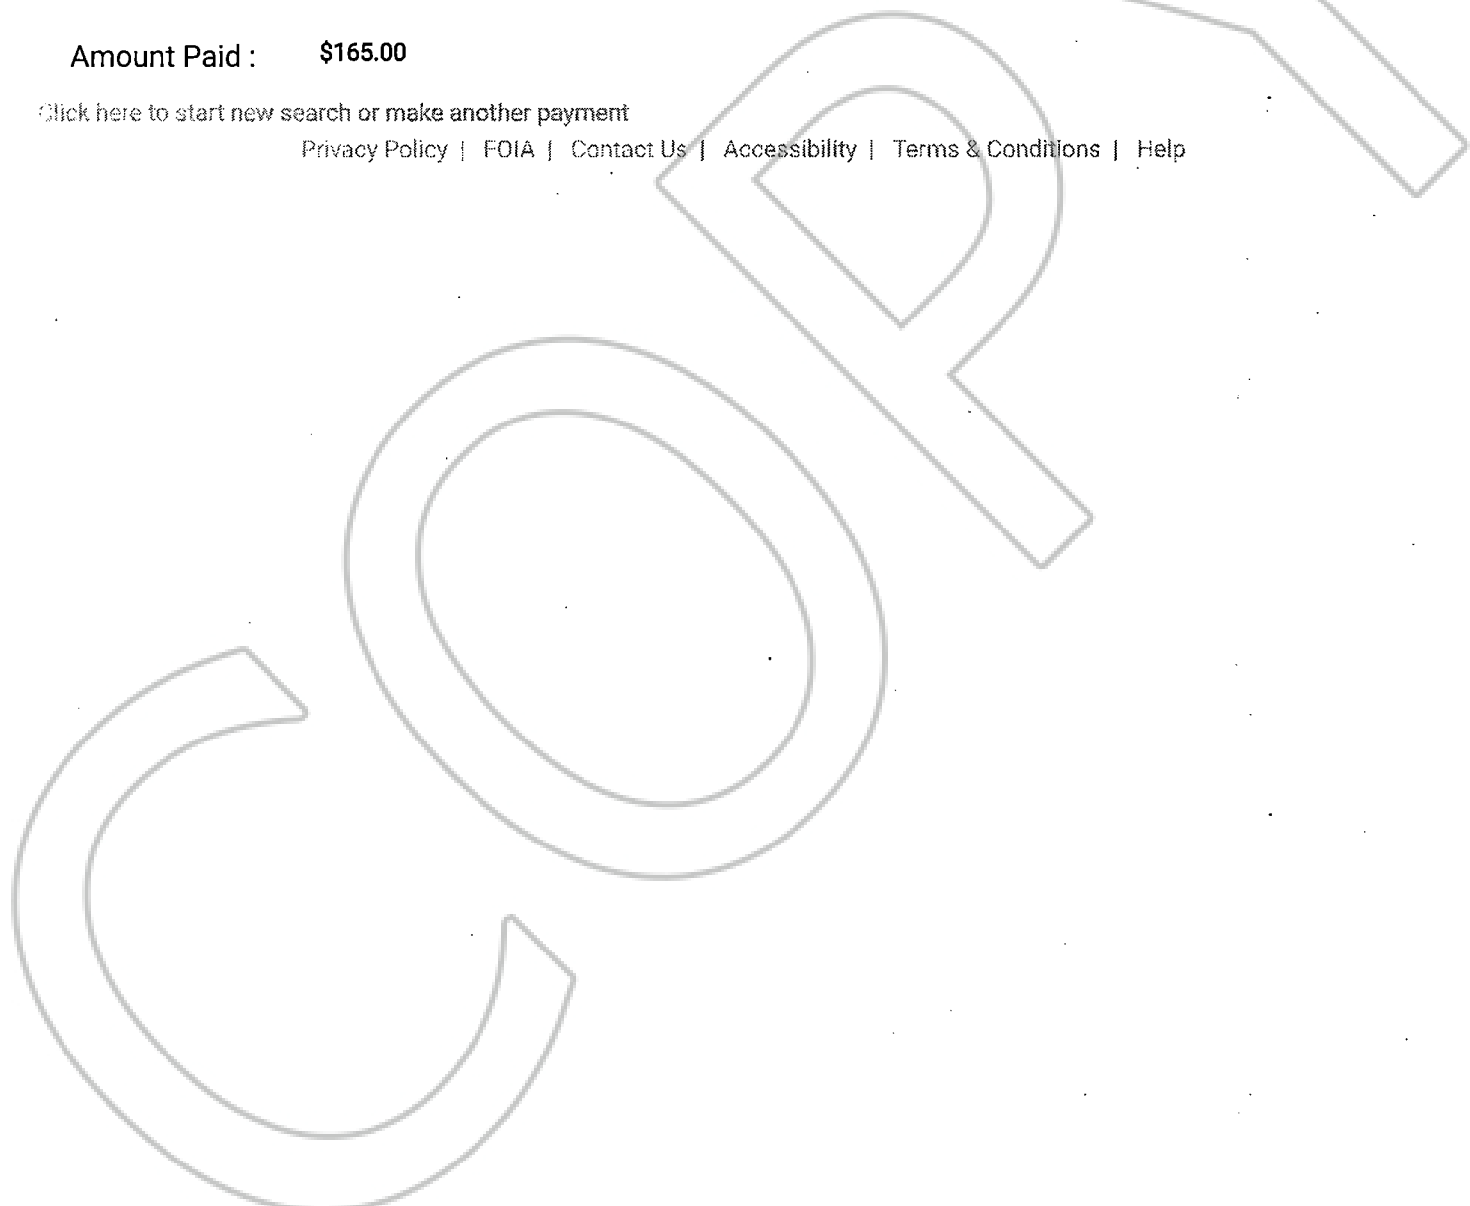 Amount Paid : $165.00
Click here to start new search or make another payment
Privacy Policy | FOIA | Contact Us | Accessibility | Terms & Conditions | Help
COPY